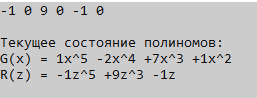 -1 0 9 0 -1 0
Текущее состояние полиномов:
G(x) = 1x^5 -2x^4 +7x^3 +1x^2
R(z) = -1z^5 +9z^3 -1z